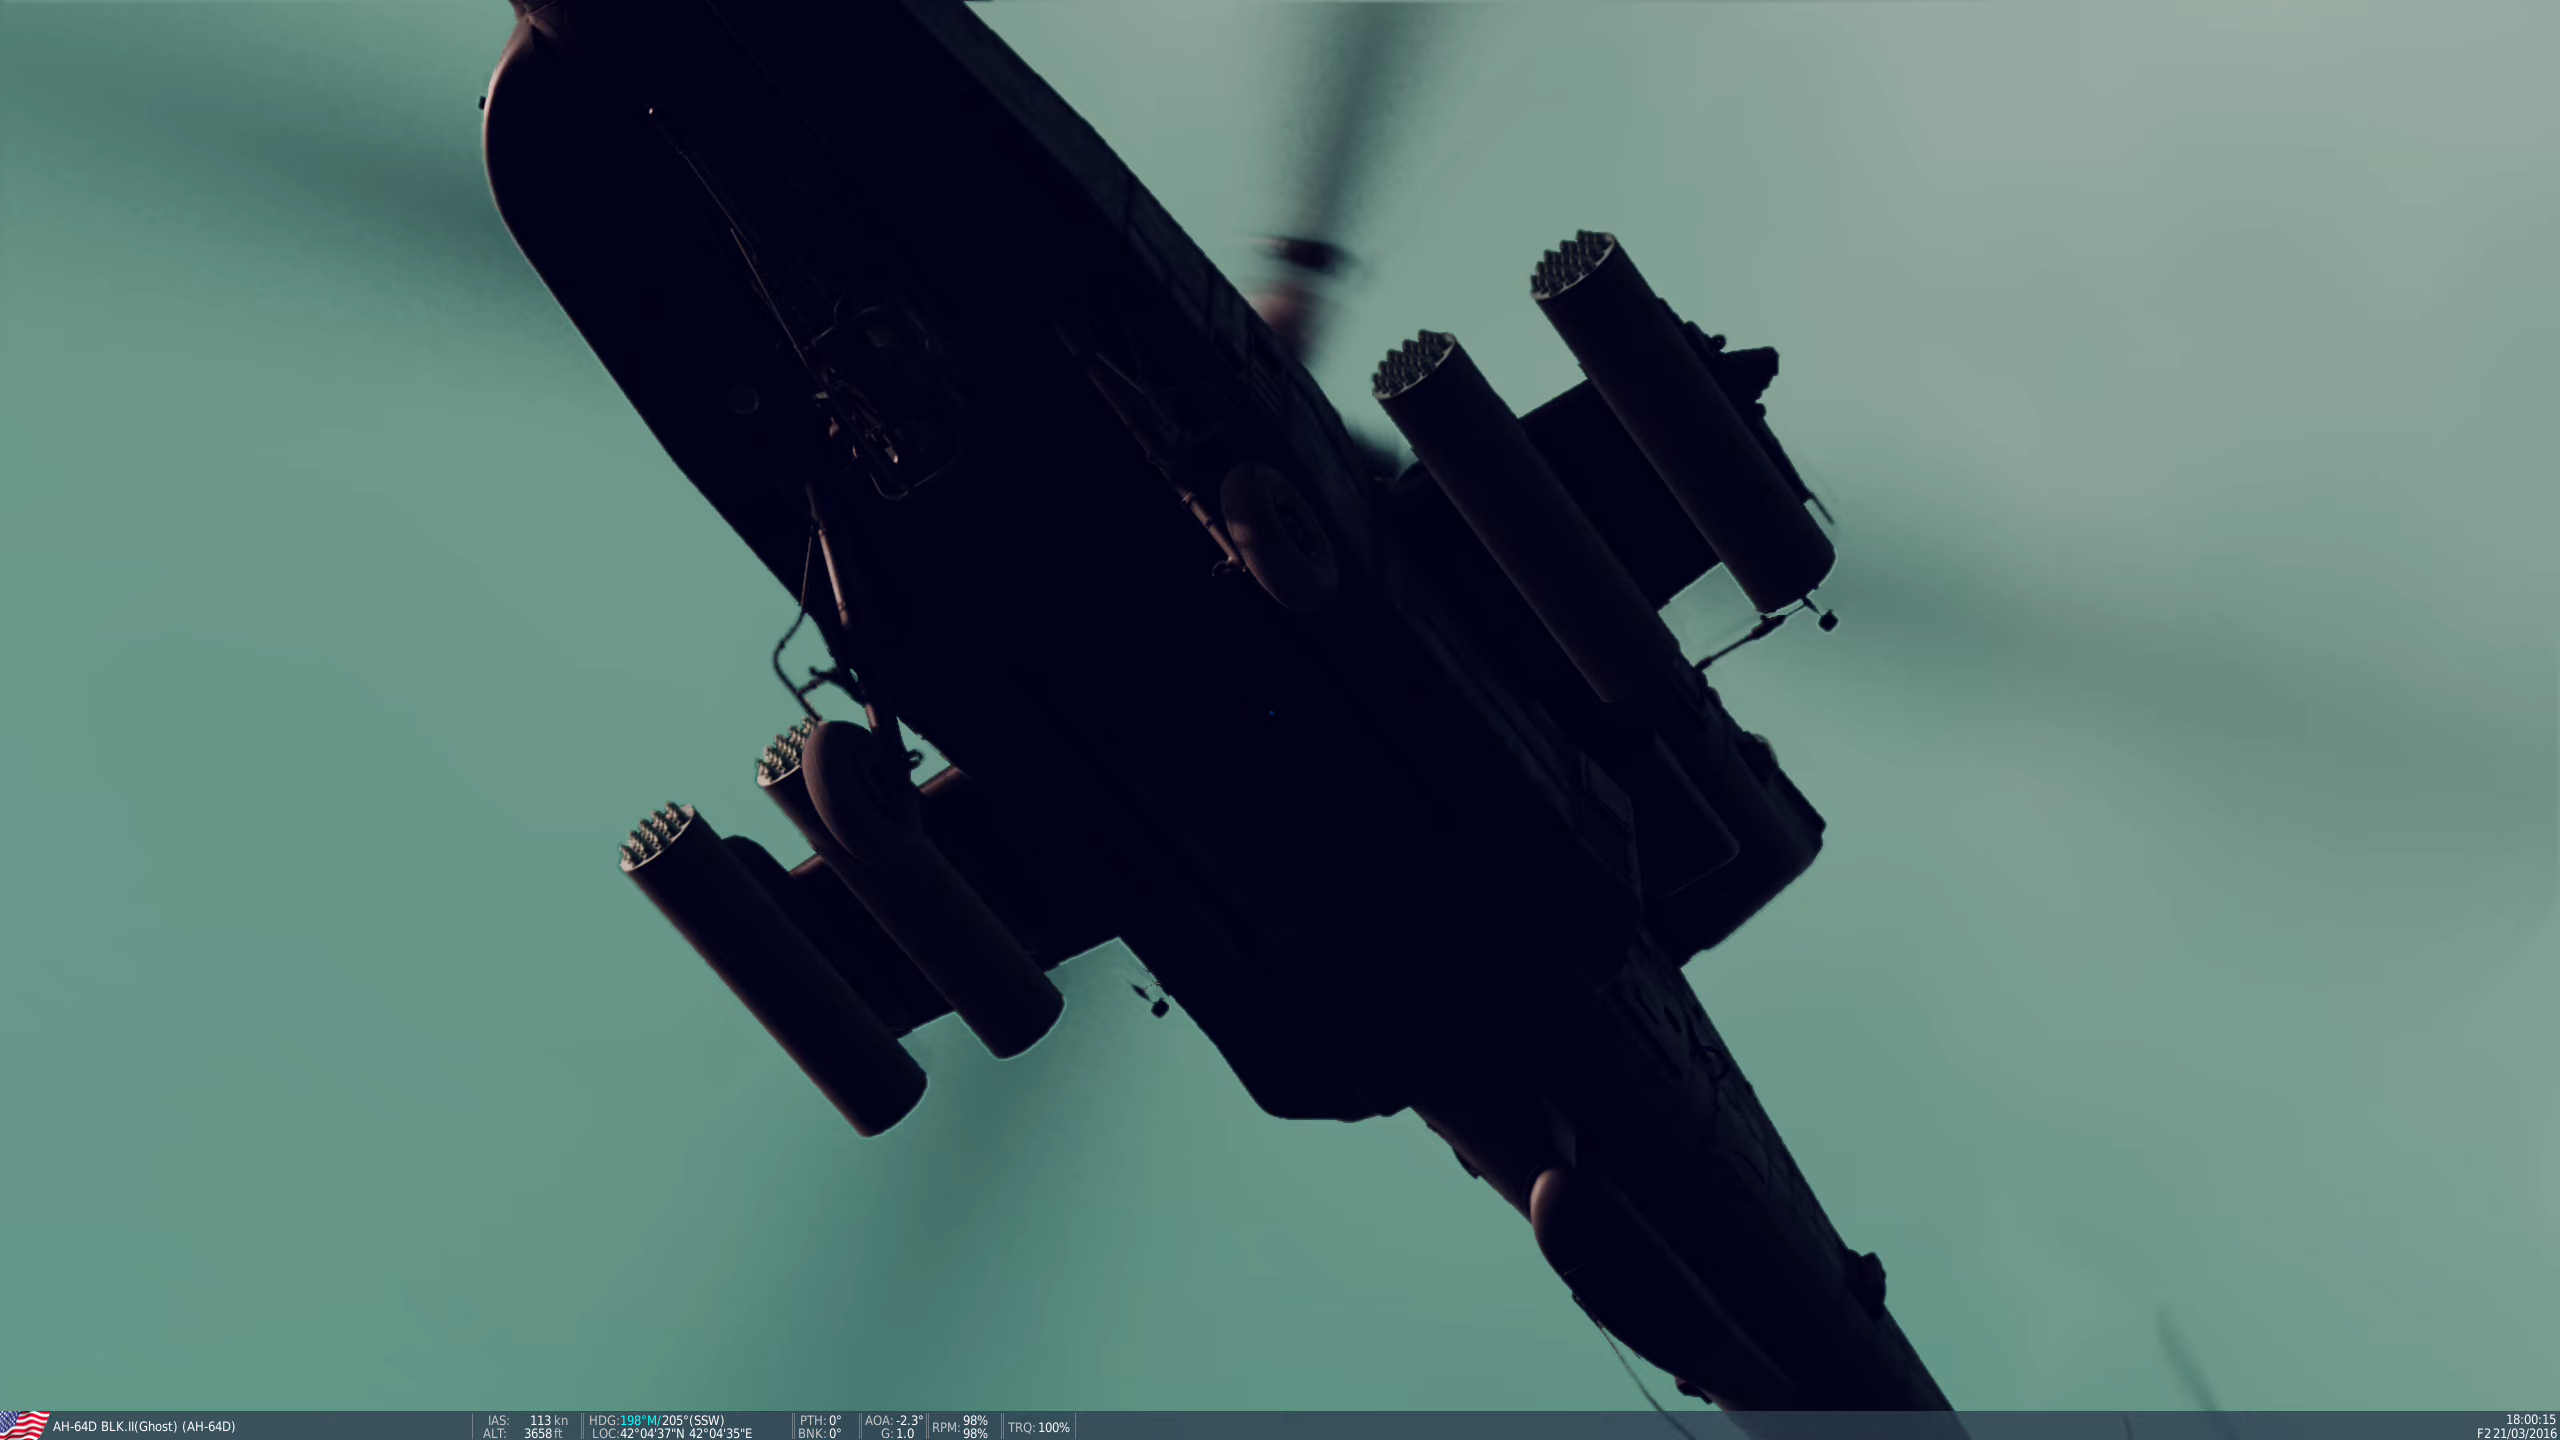 AH-64D BLK.II(Ghost) (AH-64D)
IAS: 113 kn
ALT: 3658 ft
HDG:198°M/205°(SSW)
LOC:42°04'37"N 42°04'35"E
PTH: 0°
BNK: 0°
AOA: -2.3°
G: 1.0
RPM: 98%
98%
TRQ: 100%
18:00:15
F2 21/03/2016